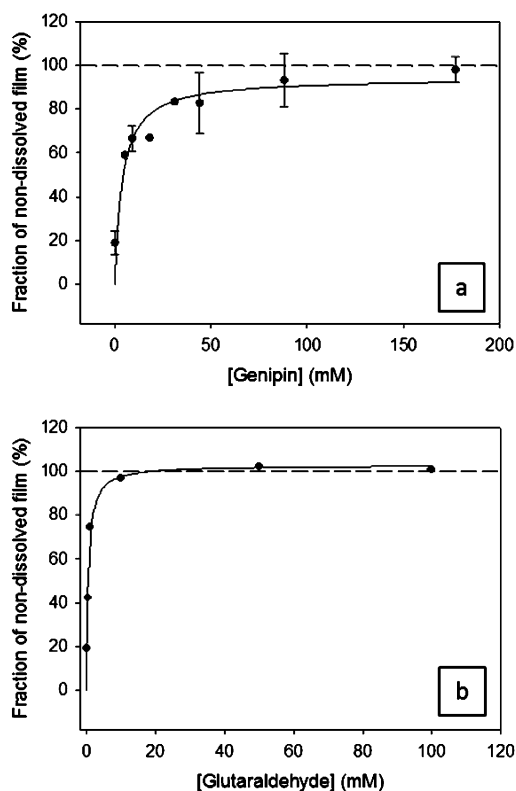 120
100
80
60
40
20
0
Fraction of non-dissolved film (%)
a
0 50 100 150 200
[Genipin] (mM)
120
100
80
60
40
20
0
Fraction of non-dissolved film (%)
b
0 20 40 60 80 100 120
[Glutaraldehyde] (mM)